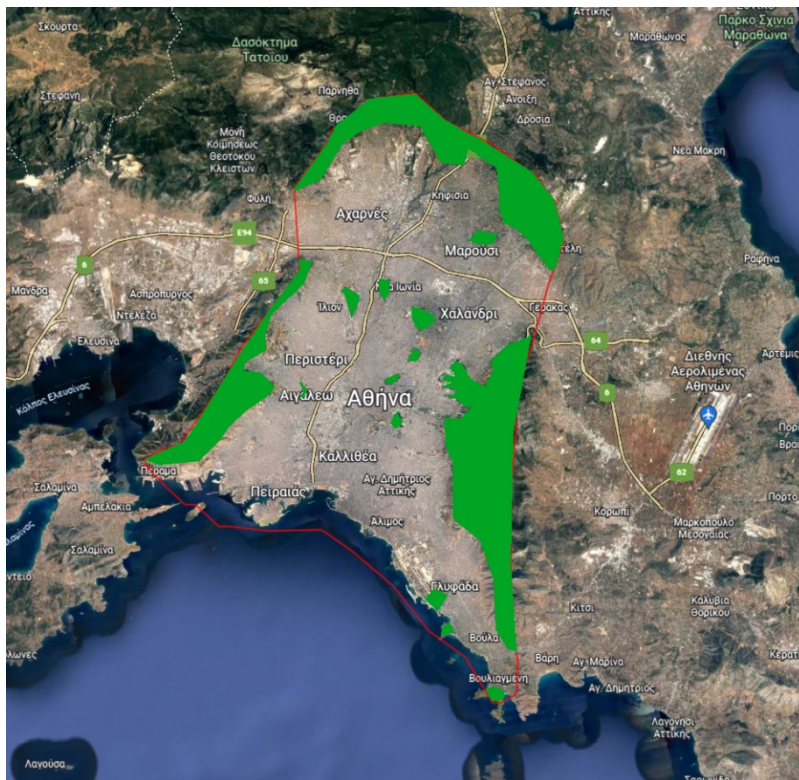 Αττικής
Πάρκο Σχινιά
Μαραθώνα
Σκούρτα
Δασόκτημα
Τατοΐου
Μαραθώνας
Αγ. Στέφανος
Στεφάνη
Πάρνηθα
Άνοιξη
Δροσιά
Μονή
Κοιμήσεως
Θεοτόκου
Κλειστών
Νέα Μάκρη
Φυλή
Κηφισιά
Αχαρνές
E94
Μαρούσι
Ραφήνα
6
65
Μάνδρα
Ασπρόπυργος
Ντελέζα
Ίλιον
Γέρακας
Χαλάνδρι
Ελευσίνα
64
Περιστέρι
Διεθνής
Αερολιμένας
Αθηνών
Κόλπος Ελευσίνας
Αιγάλεω
Αθήνα
6
Καλλιθέα
Πέραμα
62
Σαλαμίνα
Αγ. Δημήτριος
Αττικής
Πειραιάς
Αμπελάκια
Κορωπί
Άλιμος
Μαρκόπουλο
Μεσογαίας
Σαλαμίνα
Γλυφάδα
Κίτσι
Καλύβια
Θορικού
Βούλα
Βάρη
Αγ. Μαρίνα
Βουλιαγμένη
Αγ. Δημήτριος
Λαγονήσι
Αττικής
Λαγούσα